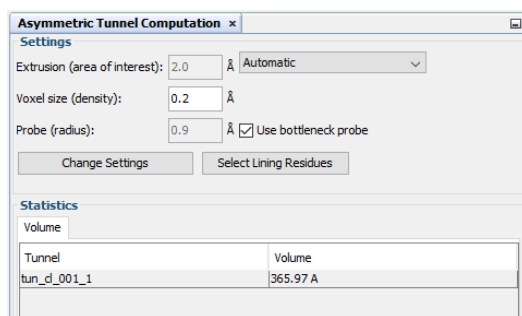 Asymmetric Tunnel Computation ×
Settings
Extrusion (area of interest): 2.0 Å Automatic
Voxel size (density): 0.2 Å
Probe (radius): 0.9 Å Use bottleneck probe
Change Settings Select Lining Residues
Statistics
Volume
Tunnel Volume
tun_cl_001_1 365.97 A